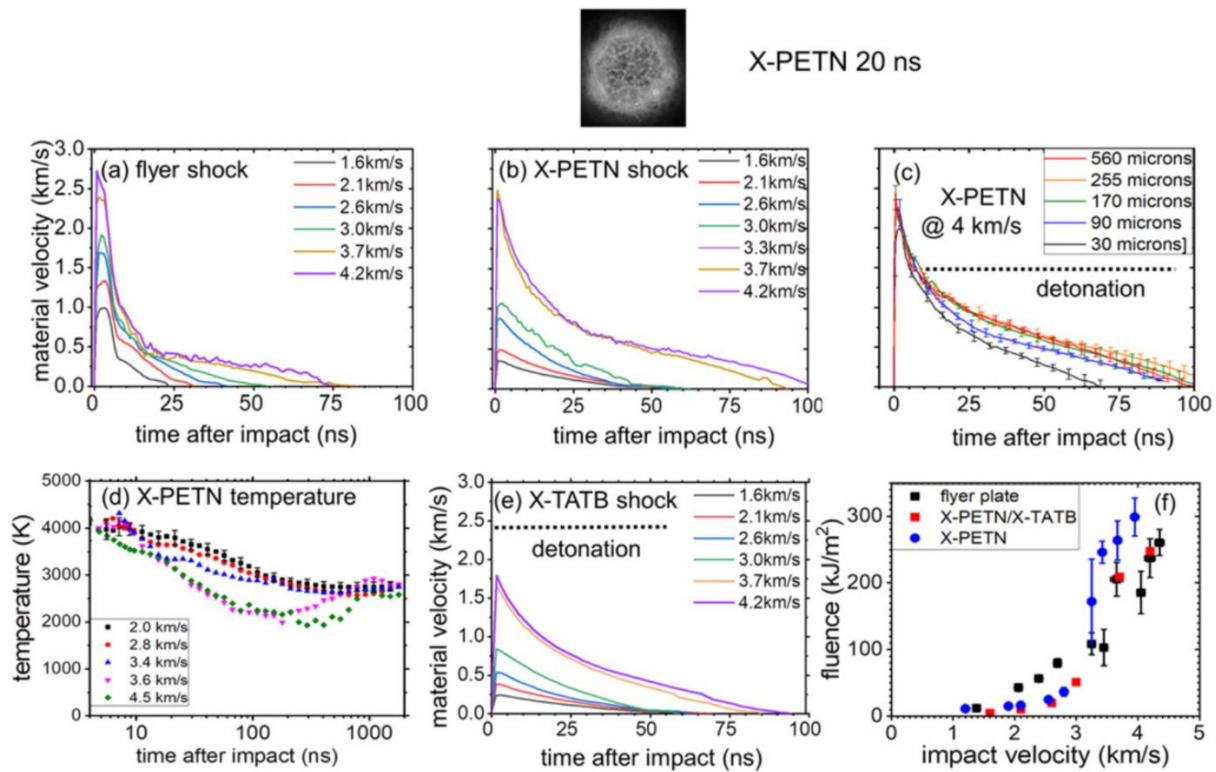 X-PETN 20 ns
(a) flyer shock
material velocity (km/s)
3.0
2.5
2.0
1.5
1.0
0.5
0.0
1.6km/s
2.1km/s
2.6km/s
3.0km/s
3.7km/s
4.2km/s
0 25 50 75 100
time after impact (ns)
(b) X-PETN shock
1.6km/s
2.1km/s
2.6km/s
3.0km/s
3.3km/s
3.7km/s
4.2km/s
0 25 50 75 100
time after impact (ns)
(c)
X-PETN
@ 4 km/s
560 microns
255 microns
170 microns
90 microns
30 microns]
detonation
0 25 50 75 100
time after impact (ns)
(d) X-PETN temperature
temperature (K)
5000
4000
3000
2000
1000
0
2.0 km/s
2.8 km/s
3.4 km/s
3.6 km/s
4.5 km/s
10 100 1000
time after impact (ns)
(e) X-TATB shock
material velocity (km/s)
3.0
2.5
2.0
1.5
1.0
0.5
0.0
detonation
1.6km/s
2.1km/s
2.6km/s
3.0km/s
3.7km/s
4.2km/s
0 25 50 75 100
time after impact (ns)
(f)
fluence (kJ/m²)
300
200
100
0
flyer plate
X-PETN/X-TATB
X-PETN
0 1 2 3 4 5
impact velocity (km/s)